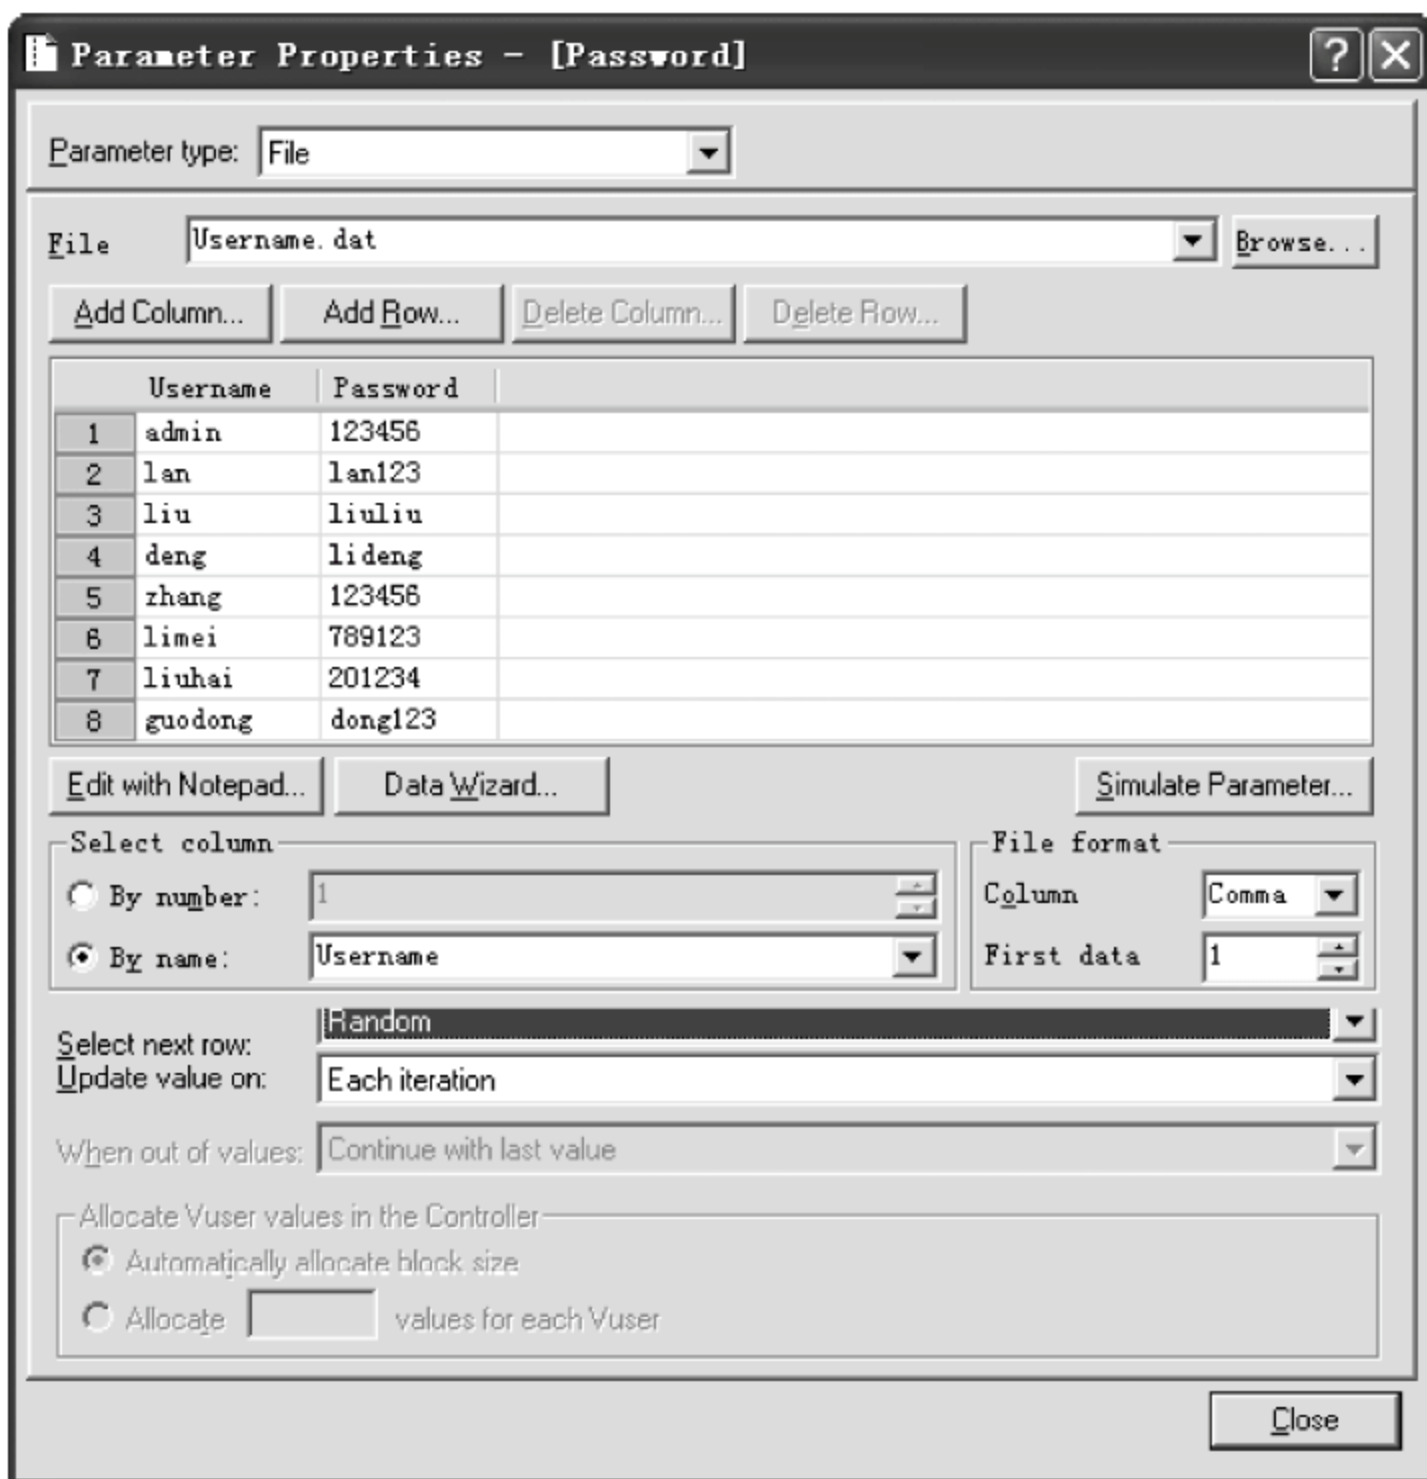 Parameter Properties - [Password]
Parameter type: File
File Username.dat Browse...
Add Column... Add Row... Delete Column... Delete Row...
Username Password
1 admin 123456
2 lan lan123
3 liu liuliu
4 deng lideng
5 zhang 123456
6 limei 789123
7 liuhai 201234
8 guodong dong123
Edit with Notepad... Data Wizard... Simulate Parameter...
Select column File format
By number: 1 Column Comma
By name: Username First data 1
Select next row: Random
Update value on: Each iteration
When out of values: Continue with last value
Allocate Vuser values in the Controller
Automatically allocate block size
Allocate values for each Vuser
Close